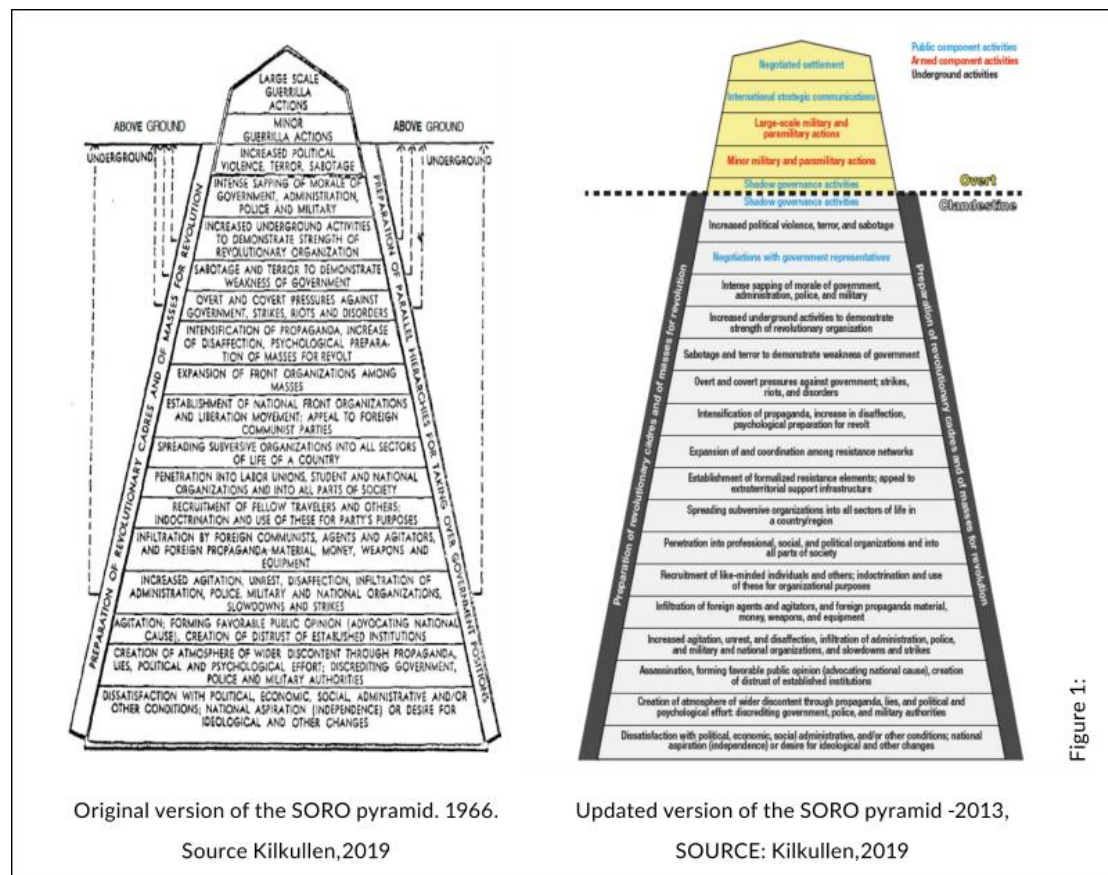 LARGE SCALE
GUERRILLA
ACTIONS
MINOR
GUERRILLA ACTIONS
ABOVE GROUND
ABOVE GROUND
UNDERGROUND
UNDERGROUND
INCREASED POLITICAL
VIOLENCE, TERROR, SABOTAGE
INTENSE SAPPING OF MORALE OF
GOVERNMENT, ADMINISTRATION,
POLICE AND MILITARY
INCREASED UNDERGROUND ACTIVITIES
TO DEMONSTRATE STRENGTH OF
REVOLUTIONARY ORGANIZATION
SABOTAGE AND TERROR TO DEMONSTRATE
WEAKNESS OF GOVERNMENT
OVERT AND COVERT PRESSURES AGAINST
GOVERNMENT, STRIKES, RIOTS AND DISORDERS
INTENSIFICATION OF PROPAGANDA, INCREASE
OF DISAFFECTION, PSYCHOLOGICAL PREPARA-
TION OF MASSES FOR REVOLT
EXPANSION OF FRONT ORGANIZATIONS AMONG
MASSES
ESTABLISHMENT OF NATIONAL FRONT ORGANIZATIONS
AND LIBERATION MOVEMENT; APPEAL TO FOREIGN
COMMUNIST PARTIES
SPREADING SUBVERSIVE ORGANIZATIONS INTO ALL SECTORS
OF LIFE OF A COUNTRY
PENETRATION INTO LABOR UNIONS, STUDENT AND NATIONAL
ORGANIZATIONS AND INTO ALL PARTS OF SOCIETY
RECRUITMENT OF FELLOW TRAVELERS AND OTHERS;
INDOCTRINATION AND USE OF THESE FOR PARTY'S PURPOSES
INFILTRATION BY FOREIGN COMMUNISTS, AGENTS AND AGITATORS,
AND FOREIGN PROPAGANDA-MATERIAL, MONEY, WEAPONS AND
EQUIPMENT
INCREASED AGITATION, UNREST, DISAFFECTION, INFILTRATION OF
ADMINISTRATION, POLICE, MILITARY AND NATIONAL ORGANIZATIONS,
SLOWDOWNS AND STRIKES
AGITATION; FORMING FAVORABLE PUBLIC OPINION (ADVOCATING NATIONAL
CAUSE), CREATION OF DISTRUST OF ESTABLISHED INSTITUTIONS
CREATION OF ATMOSPHERE OF WIDER DISCONTENT THROUGH PROPAGANDA,
LIES, POLITICAL AND PSYCHOLOGICAL EFFORT; DISCREDITING GOVERNMENT,
POLICE AND MILITARY AUTHORITIES
DISSATISFACTION WITH POLITICAL, ECONOMIC, SOCIAL, ADMINISTRATIVE AND/OR
OTHER CONDITIONS; NATIONAL ASPIRATION (INDEPENDENCE) OR DESIRE FOR
IDEOLOGICAL AND OTHER CHANGES
PREPARATION OF REVOLUTIONARY CADRES AND OF MASSES FOR REVOLUTION
PREPARATION OF PARALLEL HIERARCHIES FOR TAKING OVER GOVERNMENT POSITIONS
Original version of the SORO pyramid. 1966.
Source Kilkullen,2019
Public component activities
Armed component activities
Underground activities
Negotiated settlement
International strategic communications
Large-scale military and
paramilitary actions
Minor military and paramilitary actions
Shadow governance activities
Overt
Shadow governance activities
Clandestine
Increased political violence, terror, and sabotage
Negotiations with government representatives
Intense sapping of morale of government,
administration, police, and military
Increased underground activities to demonstrate
strength of revolutionary organization
Sabotage and terror to demonstrate weakness of government
Overt and covert pressures against government; strikes,
riots, and disorders
Intensification of propaganda, increase in disaffection,
psychological preparation for revolt
Expansion of and coordination among resistance networks
Establishment of formalized resistance elements; appeal to
extraterritorial support infrastructure
Spreading subversive organizations into all sectors of life in
a country/region
Penetration into professional, social, and political organizations and into
all parts of society
Recruitment of like-minded individuals and others; indoctrination and use
of these for organizational purposes
Infiltration of foreign agents and agitators, and foreign propaganda material,
money, weapons, and equipment
Increased agitation, unrest, and disaffection, infiltration of administration, police,
and military and national organizations, and slowdowns and strikes
Assassination, forming favorable public opinion (advocating national cause), creation
of distrust of established institutions
Creation of atmosphere of wider discontent through propaganda, lies, and political and
psychological effort: discrediting government, police, and military authorities
Dissatisfaction with political, economic, social administrative, and/or other conditions; national
aspiration (independence) or desire for ideological and other changes
Preparation of revolutionary cadres and of masses for revolution
Preparation of revolutionary cadres and of masses for revolution
Updated version of the SORO pyramid -2013,
SOURCE: Kilkullen,2019
Figure 1: